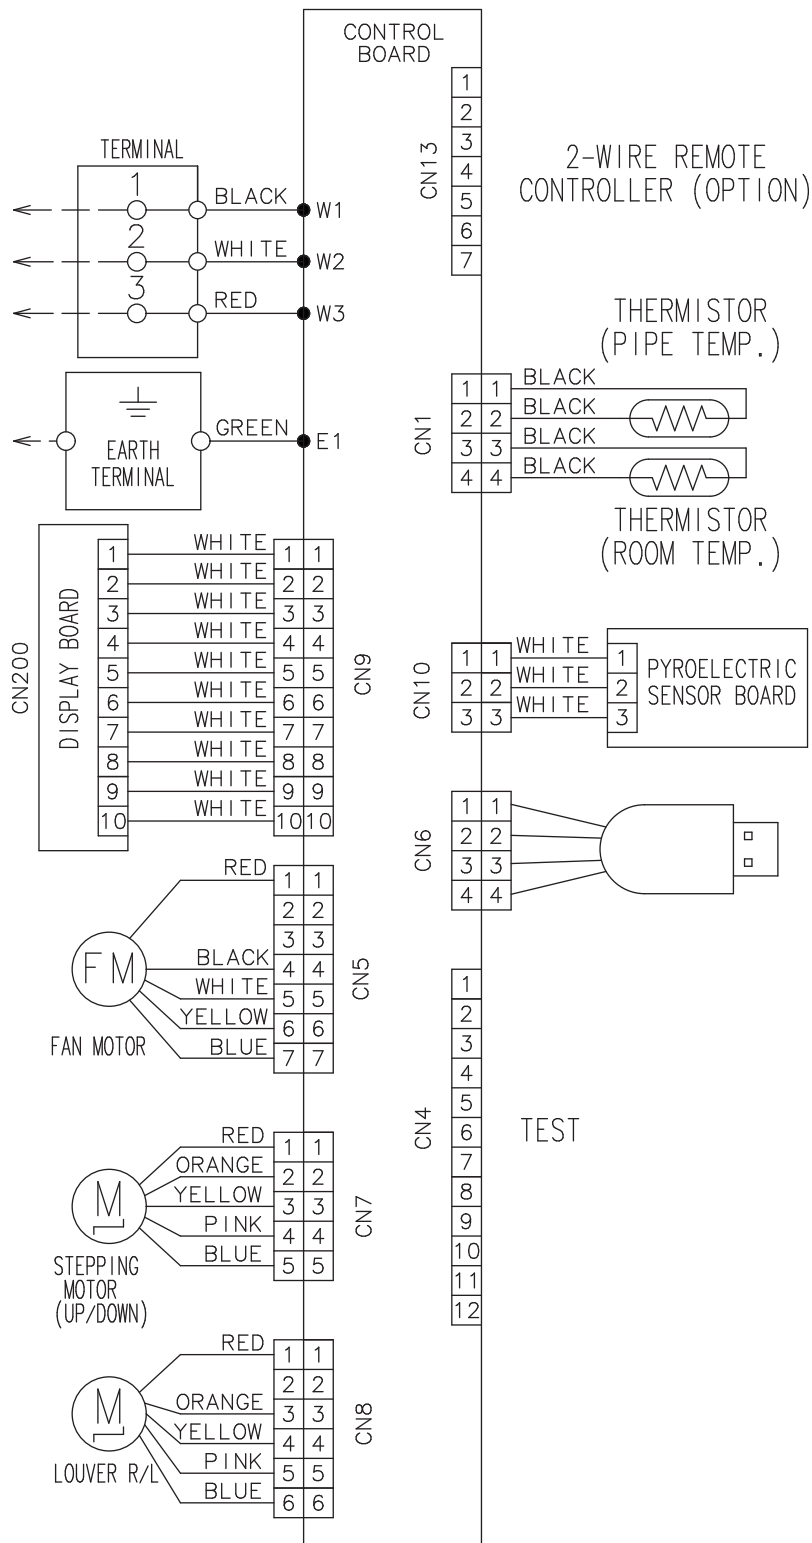 CONTROL
BOARD
TERMINAL
1
BLACK
W1
2
WHITE
W2
3
RED
W3
EARTH
TERMINAL
GREEN
E1
CN200
DISPLAY BOARD
1 WHITE 1 1
2 WHITE 2 2
3 WHITE 3 3
4 WHITE 4 4
5 WHITE 5 5
6 WHITE 6 6
7 WHITE 7 7
8 WHITE 8 8
9 WHITE 9 9
10 WHITE 10 10
CN9
FM
FAN MOTOR
RED 1 1
2 2
3 3
BLACK 4 4
WHITE 5 5
YELLOW 6 6
BLUE 7 7
CN5
M
STEPPING
MOTOR
(UP/DOWN)
RED 1 1
ORANGE 2 2
YELLOW 3 3
PINK 4 4
BLUE 5 5
CN7
M
LOUVER R/L
RED 1 1
2 2
ORANGE 3 3
YELLOW 4 4
PINK 5 5
BLUE 6 6
CN8
CN13
1
2
3
4
5
6
7
2-WIRE REMOTE
CONTROLLER (OPTION)
THERMISTOR
(PIPE TEMP.)
CN1
1 1 BLACK
2 2 BLACK
3 3 BLACK
4 4 BLACK
THERMISTOR
(ROOM TEMP.)
CN10
1 1 WHITE 1
2 2 WHITE 2
3 3 WHITE 3
PYROELECTRIC
SENSOR BOARD
CN6
1 1
2 2
3 3
4 4
CN4
1
2
3
4
5
6
7
8
9
10
11
12
TEST